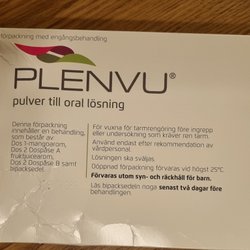 förpackning med engångsbehandling
PLENVU®
pulver till oral lösning
Denna förpackning
innehåller en behandling,
som består av:
Dos 1-mangoarom,
Dos 2 Dospåse A
fruktjuicearom,
Dos 2 Dospåse B samt
bipacksedel.
För vuxna för tarmrengöring före ingrepp
eller undersökning som kräver ren tarm.
Använd endast efter rekommendation av
vårdpersonal.
Lösningen ska sväljas.
Oöppnad förpackning förvaras vid högst 25°C.
Förvaras utom syn- och räckhåll för barn.
Läs bipacksedeln noga senast två dagar före
behandlingen.